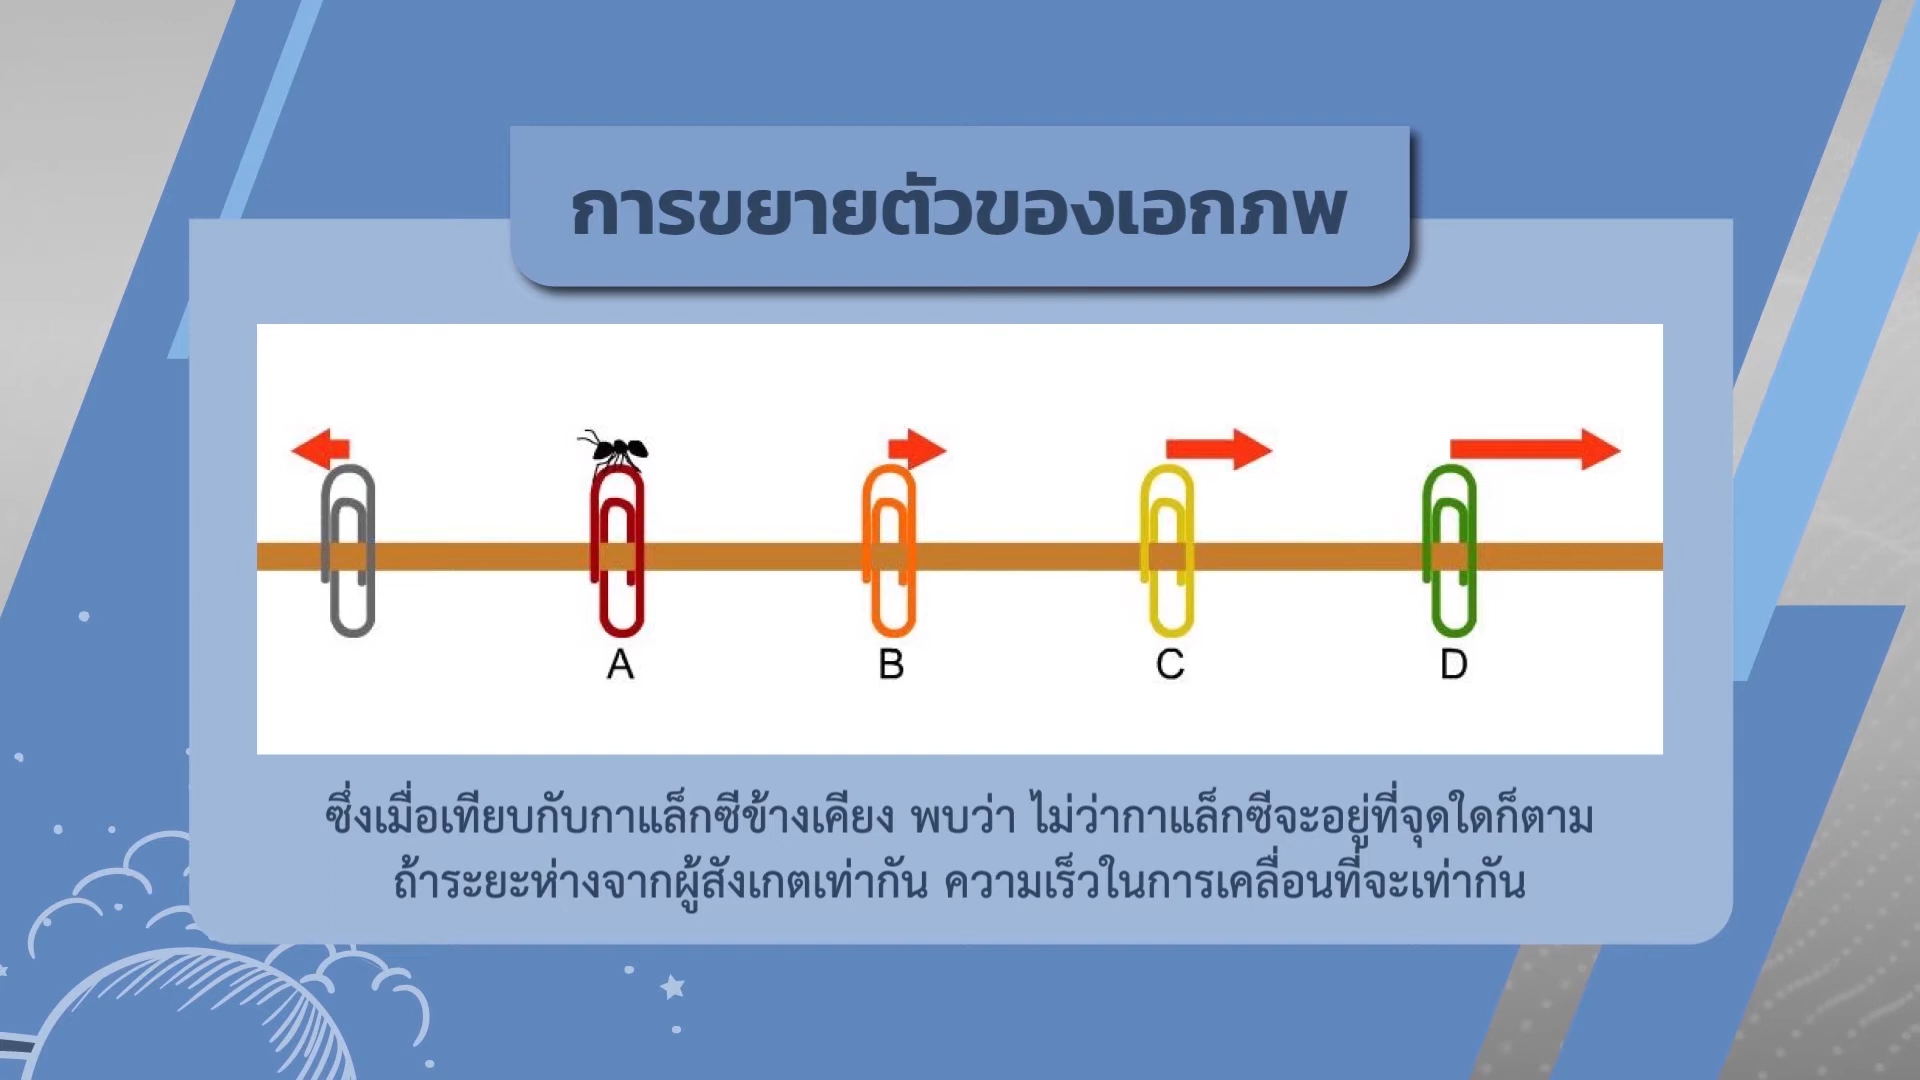 การขยายตัวของเอกภพ
A B C D
ซึ่งเมื่อเทียบกับกาแล็กซีข้างเคียง พบว่า ไม่ว่ากาแล็กซีจะอยู่ที่จุดใดก็ตาม
ถ้าระยะห่างจากผู้สังเกตเท่ากัน ความเร็วในการเคลื่อนที่จะเท่ากัน